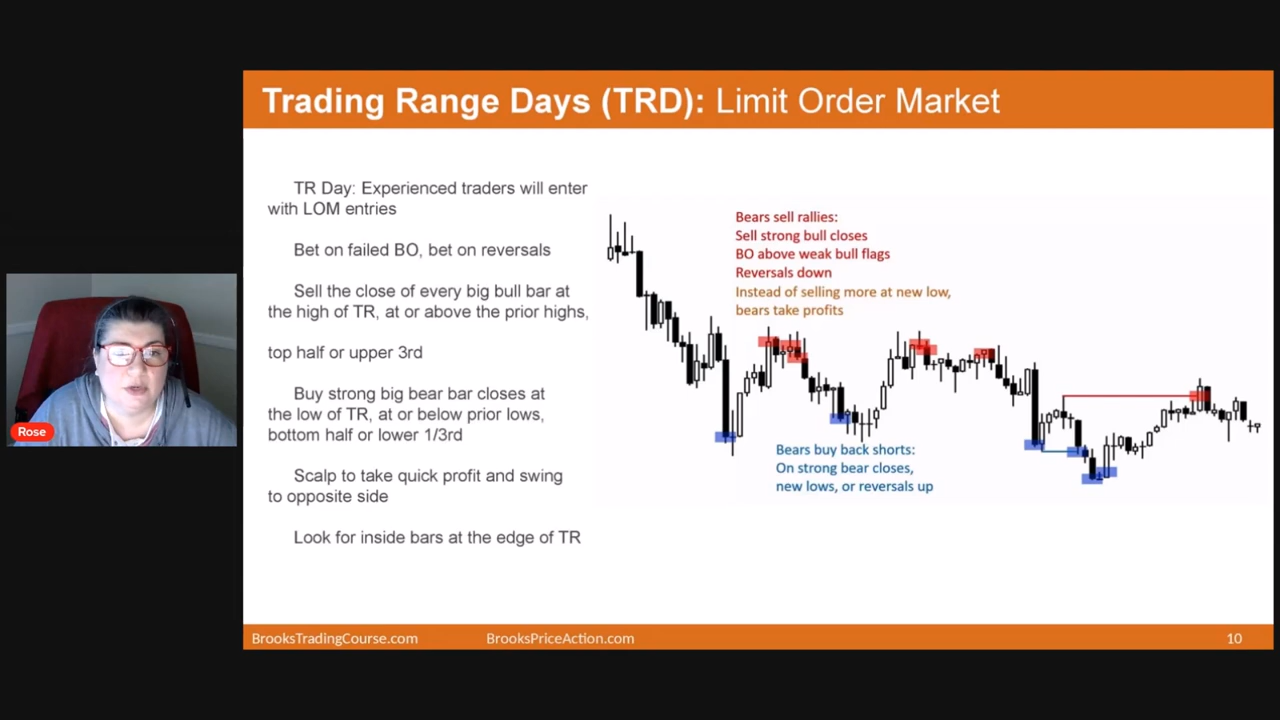 Trading Range Days (TRD): Limit Order Market
TR Day: Experienced traders will enter
with LOM entries
Bet on failed BO, bet on reversals
Sell the close of every big bull bar at
the high of TR, at or above the prior highs,
top half or upper 3rd
Buy strong big bear bar closes at
the low of TR, at or below prior lows,
bottom half or lower 1/3rd
Scalp to take quick profit and swing
to opposite side
Look for inside bars at the edge of TR
Bears sell rallies:
Sell strong bull closes
BO above weak bull flags
Reversals down
Instead of selling more at new low,
bears take profits
Bears buy back shorts:
On strong bear closes,
new lows, or reversals up
Rose
BrooksTradingCourse.com
BrooksPriceAction.com
10